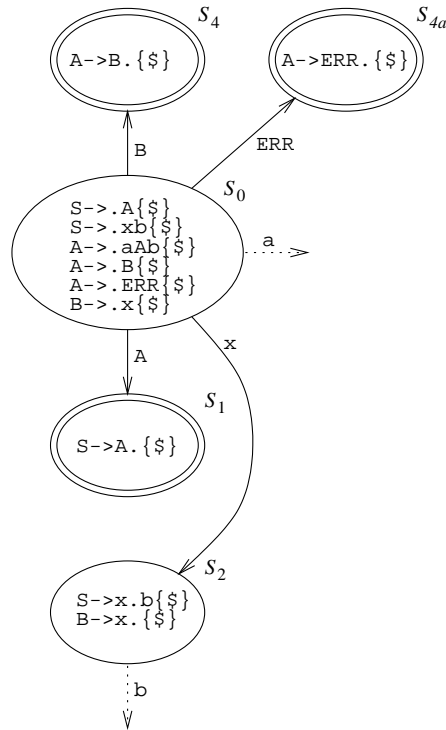 S4
S4a
A->B.{$}
A->ERR.{$}
B
ERR
S0
S->.A{$}
S->.xb{$}
A->.aAb{$}
A->.B{$}
A->.ERR{$}
B->.x{$}
a
A
x
S1
S->A.{$}
S2
S->x.b{$}
B->x.{$}
b